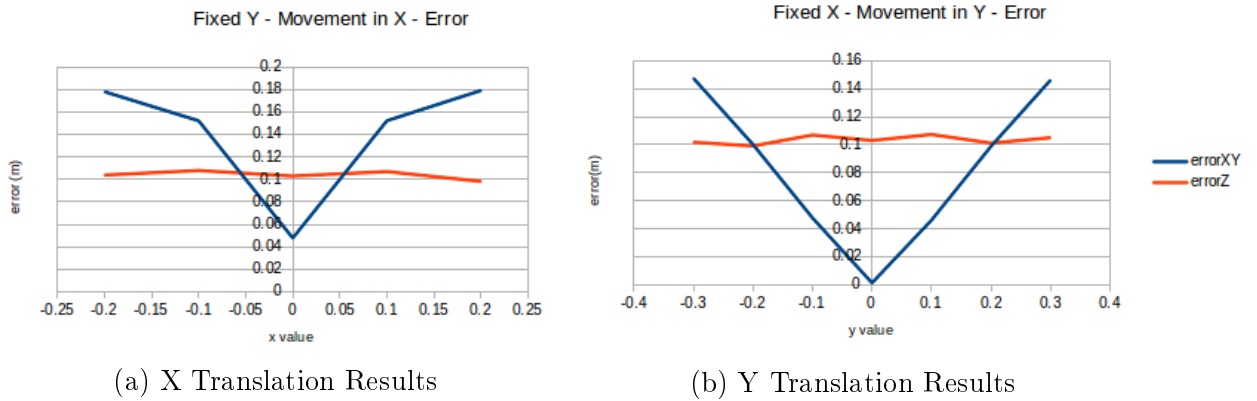 Fixed Y - Movement in X - Error
0.2
0.18
0.16
0.14
0.12
0.1
0.08
0.06
0.04
0.02
0
error (m)
-0.25 -0.2 -0.15 -0.1 -0.05 0 0.05 0.1 0.15 0.2 0.25
x value
(a) X Translation Results
Fixed X - Movement in Y - Error
0.16
0.14
0.12
0.1
0.08
0.06
0.04
0.02
0
error(m)
-0.4 -0.3 -0.2 -0.1 0 0.1 0.2 0.3 0.4
y value
errorXY
errorZ
(b) Y Translation Results